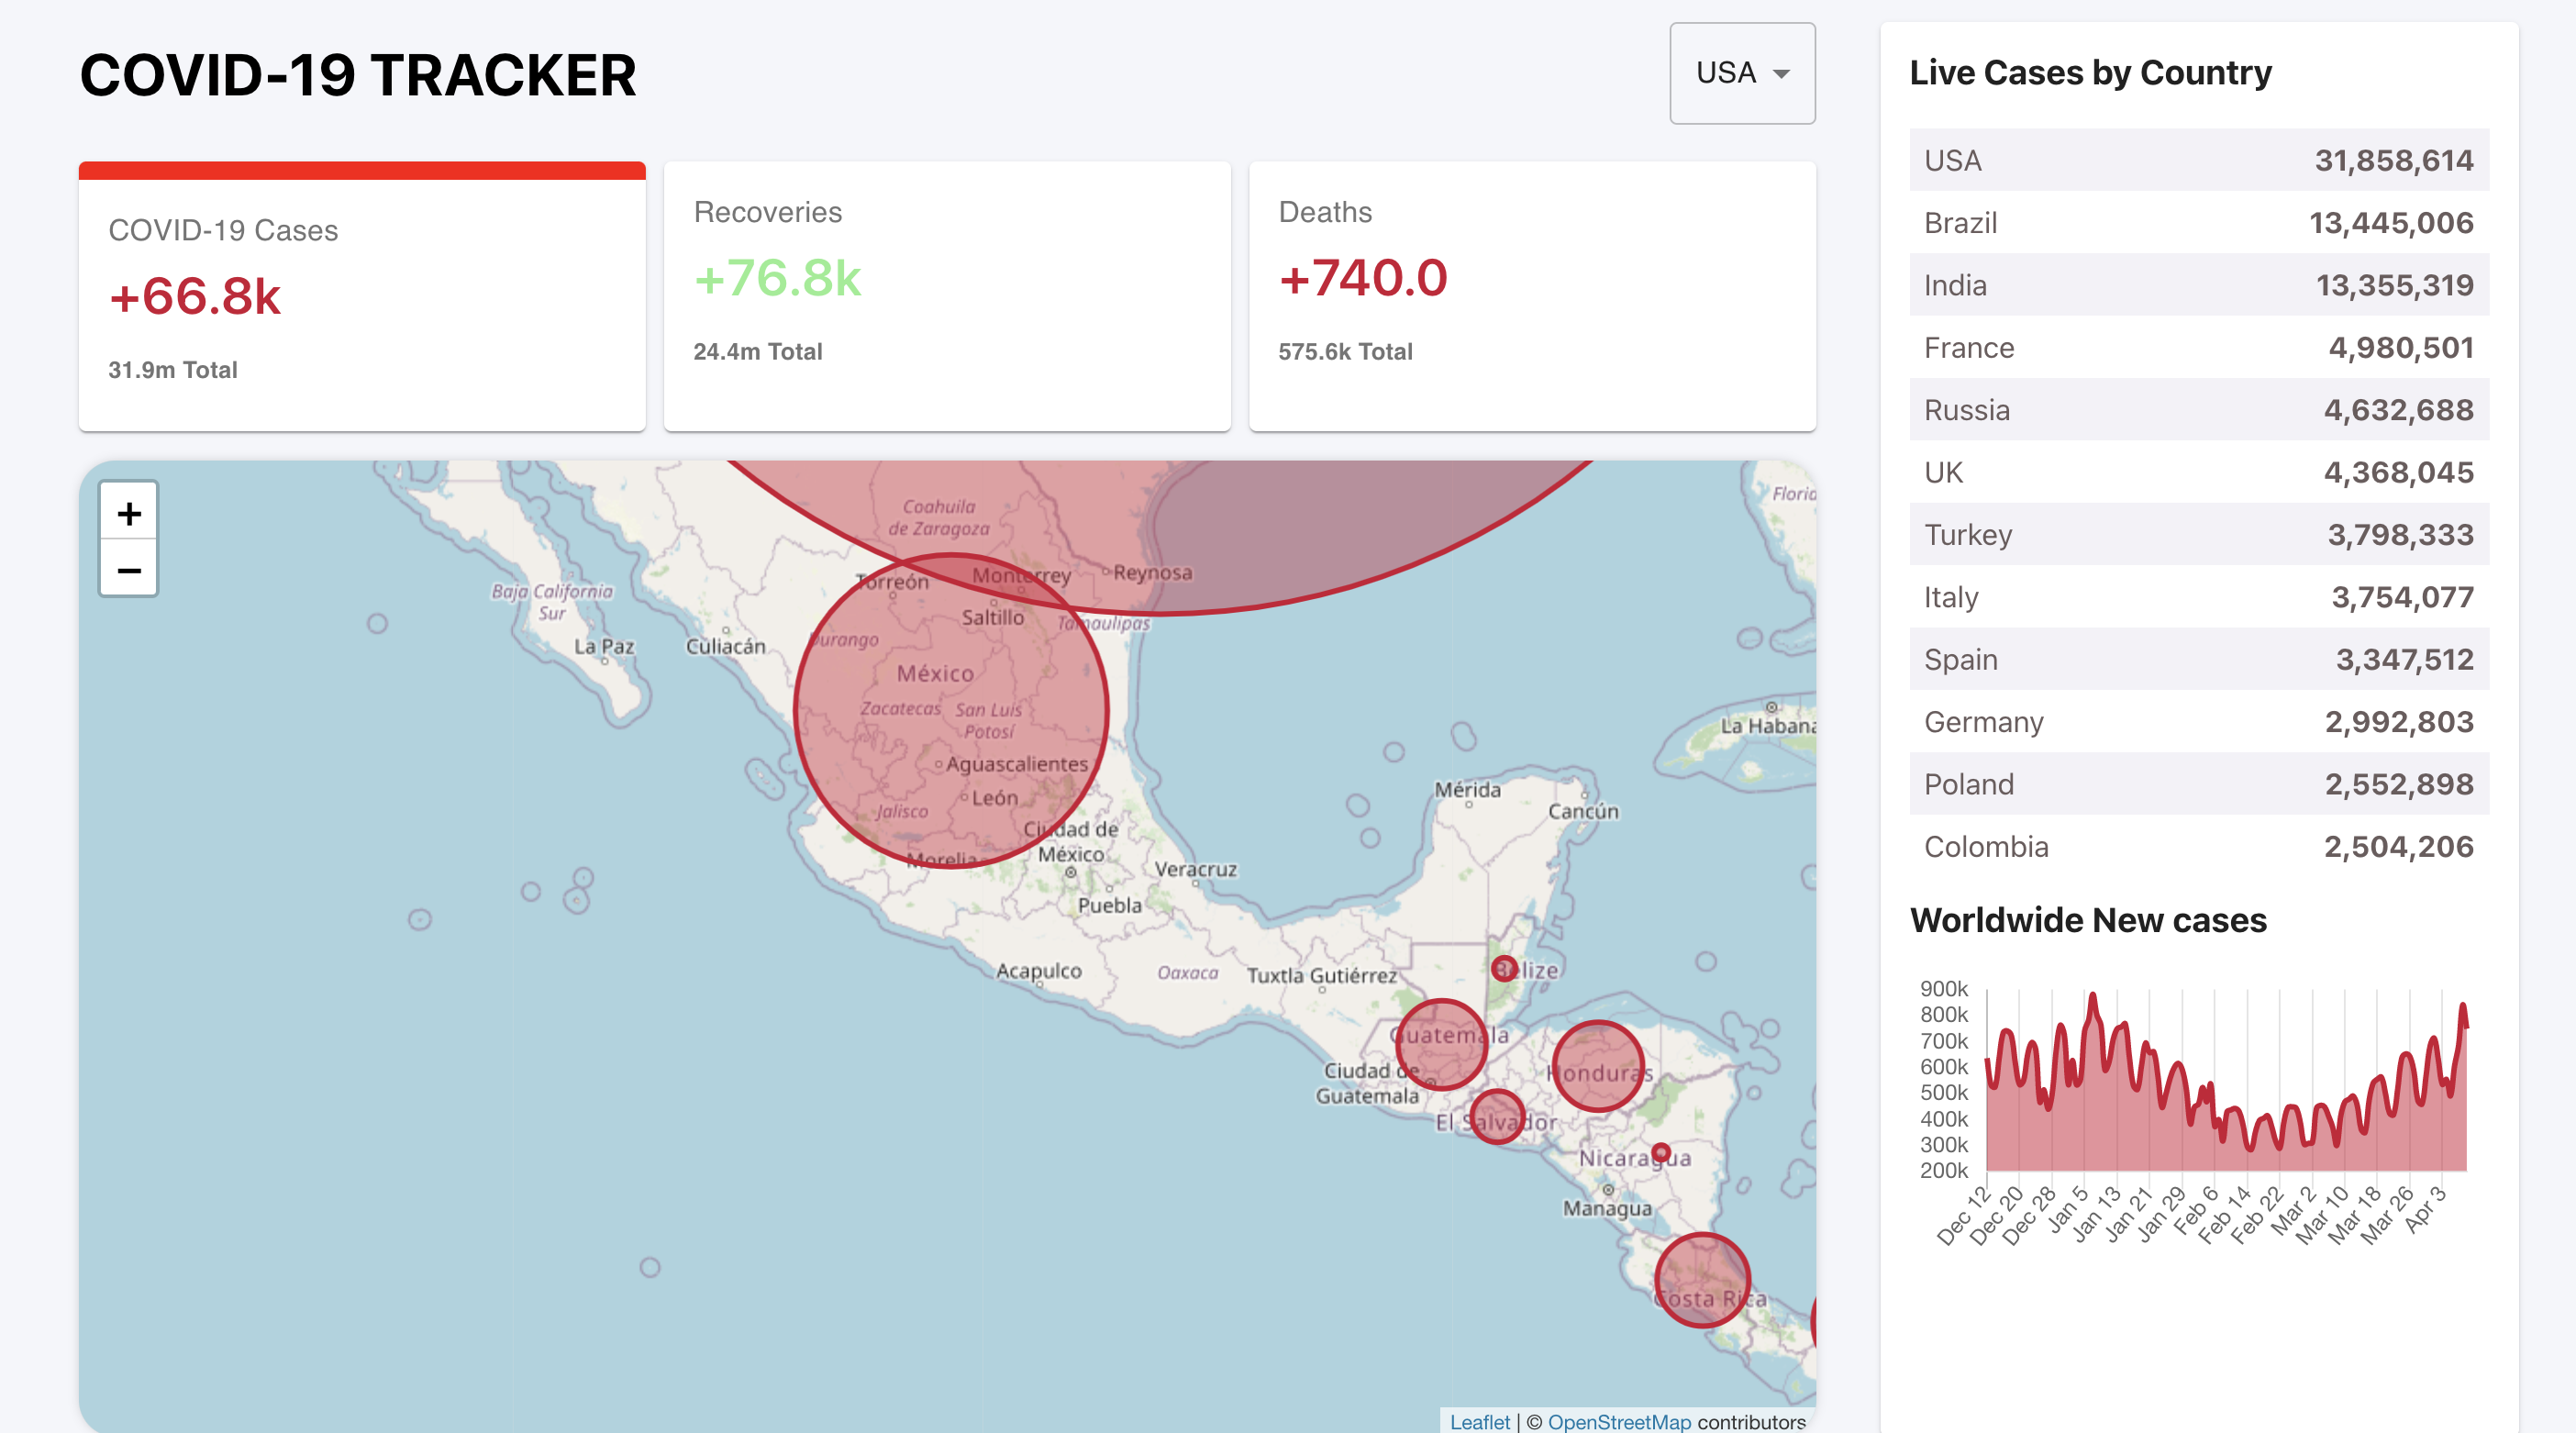 COVID-19 TRACKER
USA
COVID-19 Cases
+66.8k
31.9m Total
Recoveries
+76.8k
24.4m Total
Deaths
+740.0
575.6k Total
+
−
Coahuila
de Zaragoza
Torreón
Monterrey
Reynosa
Saltillo
Tamaulipas
Baja California
Sur
La Paz
Culiacán
Durango
México
Zacatecas
San Luis
Potosí
Aguascalientes
León
Jalisco
Ciudad de
México
Morelia
Veracruz
Puebla
Acapulco
Oaxaca
Tuxtla Gutiérrez
Mérida
Cancún
La Habana
Belize
Guatemala
Honduras
Ciudad de
Guatemala
El Salvador
Nicaragua
Managua
Costa Rica
Leaflet | © OpenStreetMap contributors
Live Cases by Country
USA 31,858,614
Brazil 13,445,006
India 13,355,319
France 4,980,501
Russia 4,632,688
UK 4,368,045
Turkey 3,798,333
Italy 3,754,077
Spain 3,347,512
Germany 2,992,803
Poland 2,552,898
Colombia 2,504,206
Worldwide New cases
900k
800k
700k
600k
500k
400k
300k
200k
Dec 12
Dec 20
Dec 28
Jan 5
Jan 13
Jan 21
Jan 29
Feb 6
Feb 14
Feb 22
Mar 2
Mar 10
Mar 18
Mar 26
Apr 3